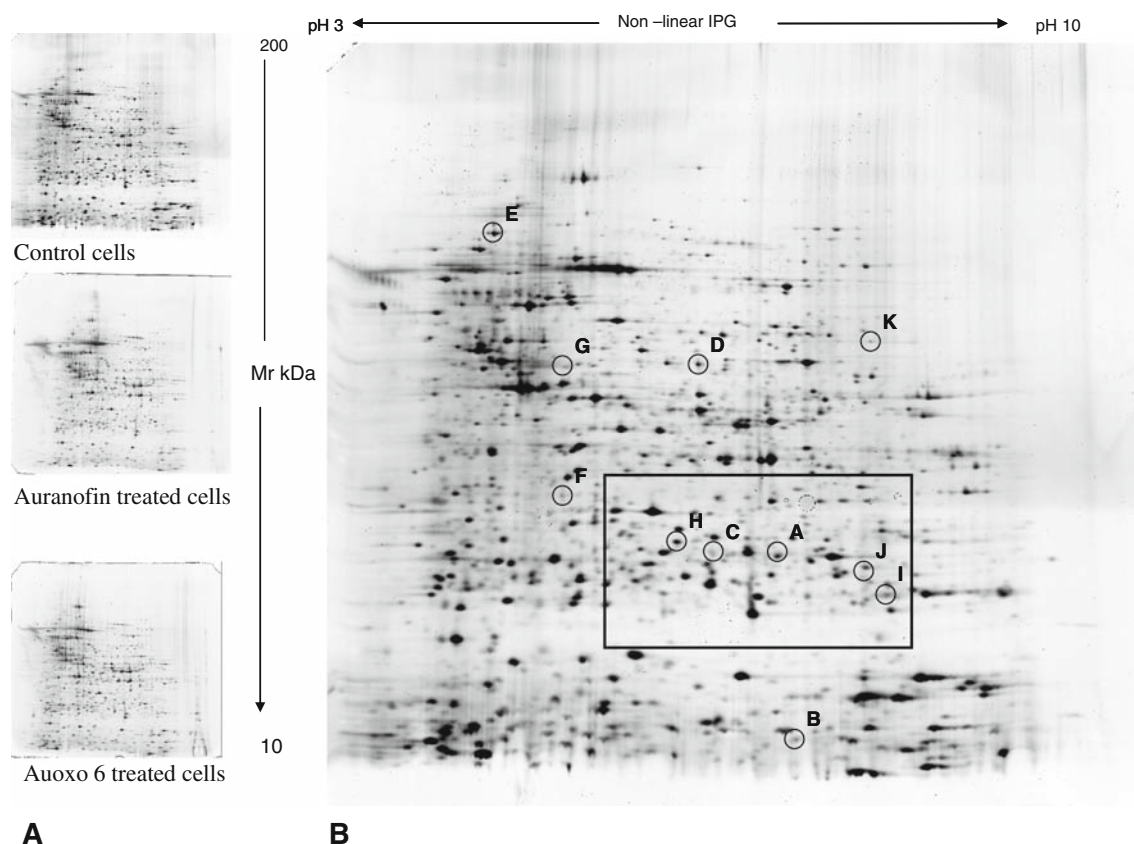 pH 3
Non –linear IPG
pH 10
200
Control cells
E
K
Mr kDa
G
D
Auranofin treated cells
F
H
C
A
J
I
B
10
Auoxo 6 treated cells
A
B